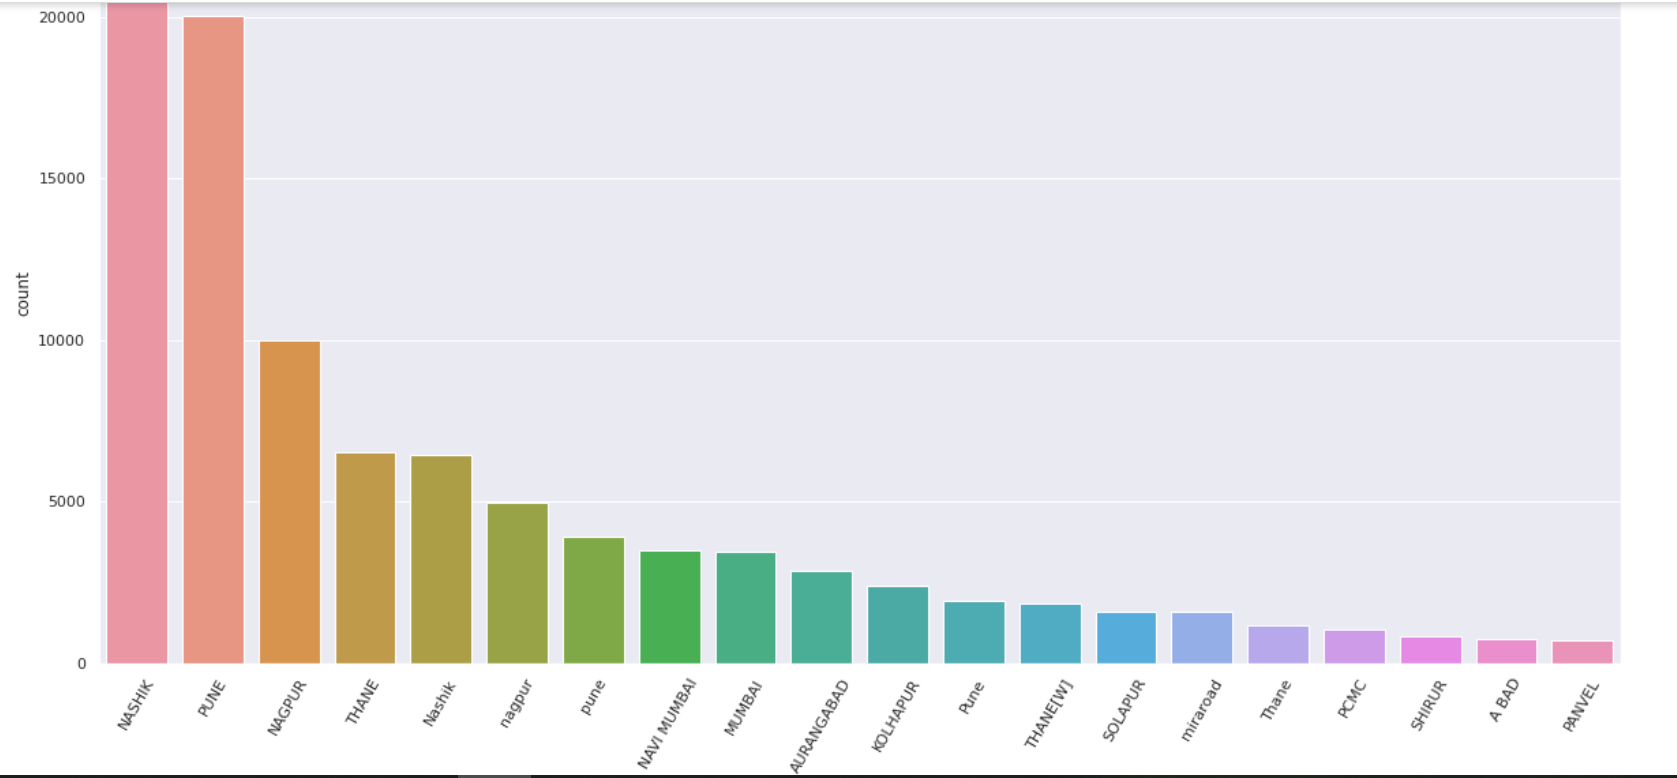 20000
15000
10000
5000
0
count
NASHIK
PUNE
NAGPUR
THANE
Nashik
nagpur
pune
NAVI MUMBAI
MUMBAI
AURANGABAD
KOLHAPUR
Pune
THANE[W]
SOLAPUR
miraroad
Thane
PCMC
SHIRUR
A BAD
PANVEL